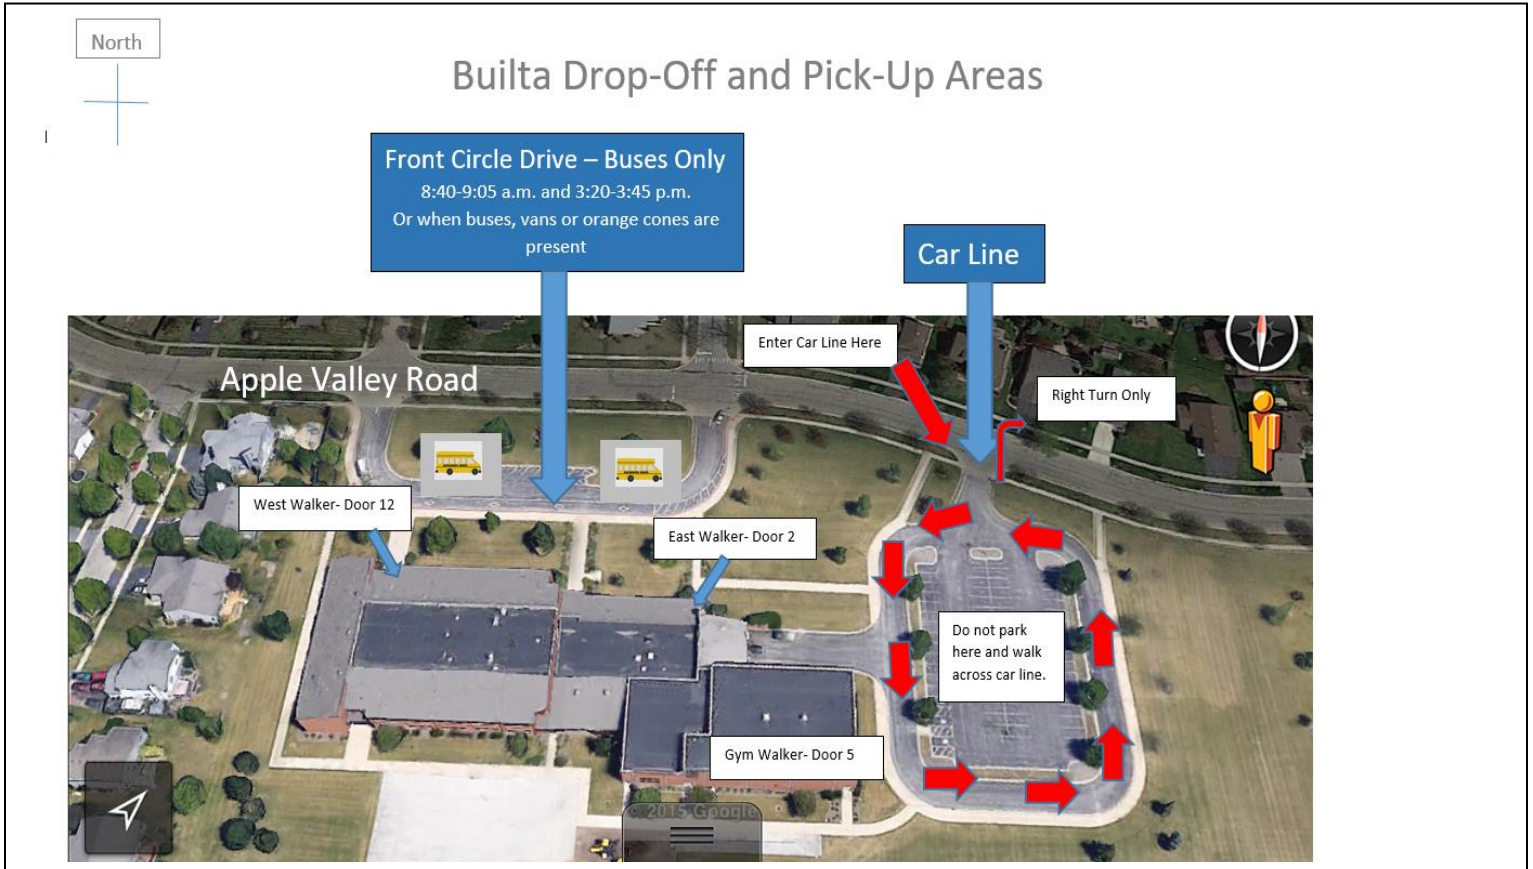 North
Builta Drop-Off and Pick-Up Areas
Front Circle Drive – Buses Only
8:40-9:05 a.m. and 3:20-3:45 p.m.
Or when buses, vans or orange cones are
present
Car Line
Enter Car Line Here
Apple Valley Road
Right Turn Only
West Walker- Door 12
East Walker- Door 2
Do not park
here and walk
across car line.
Gym Walker- Door 5
© 2015 Google